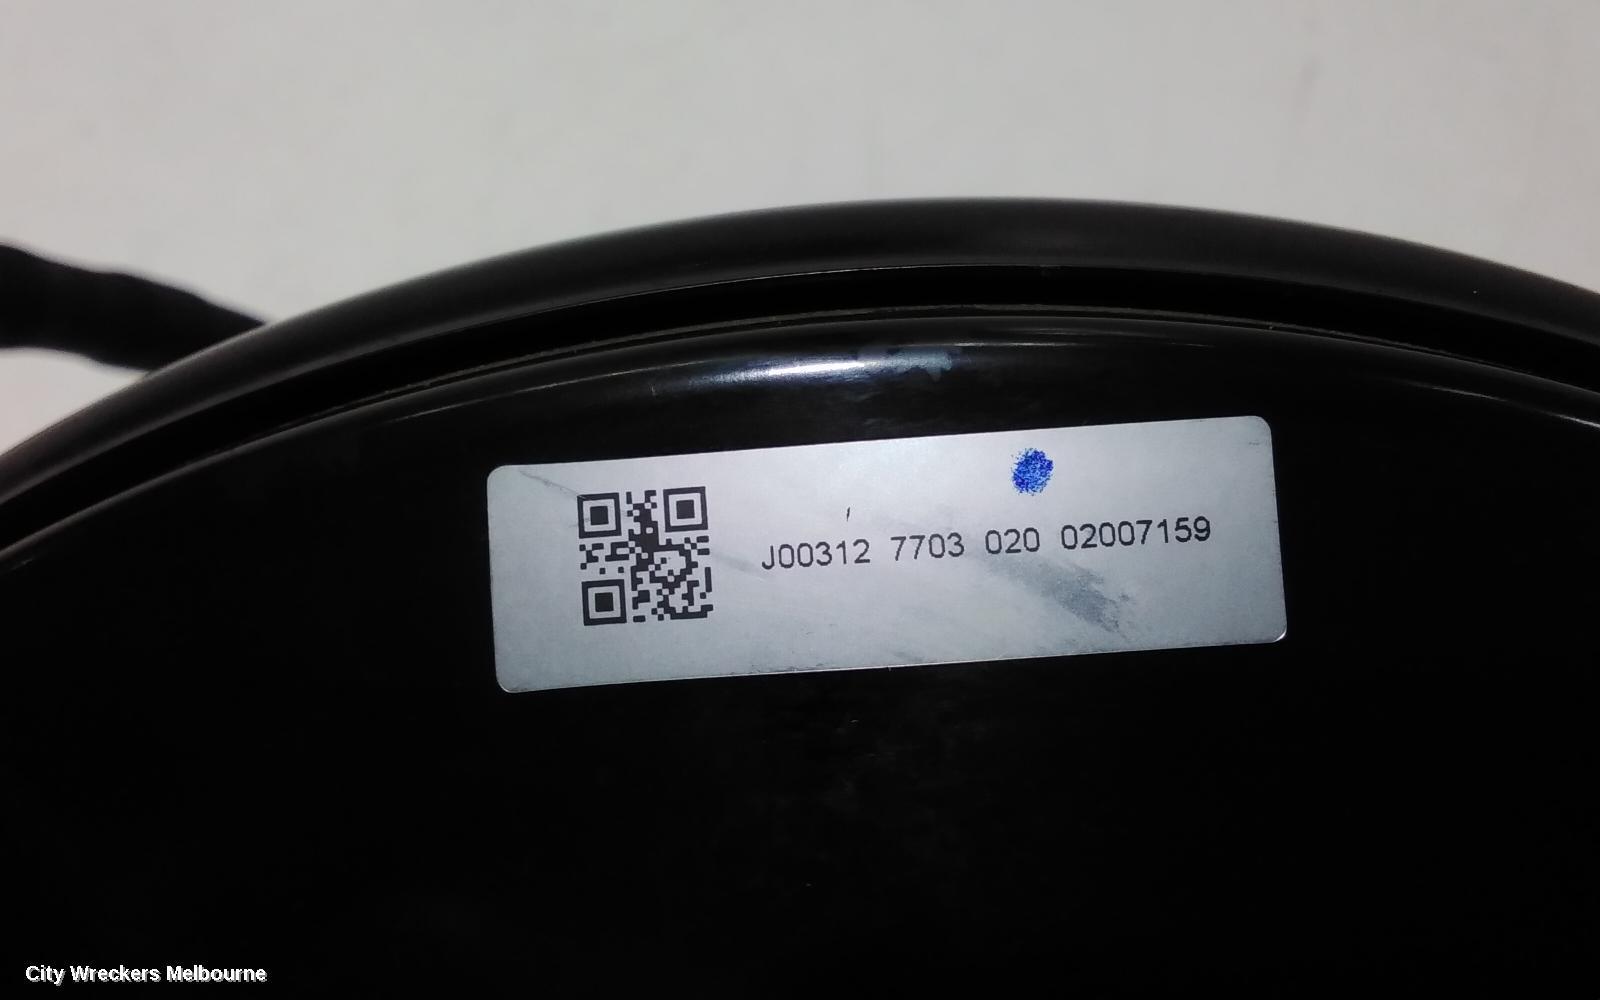 J00312 7703 020 02007159
City Wreckers Melbourne